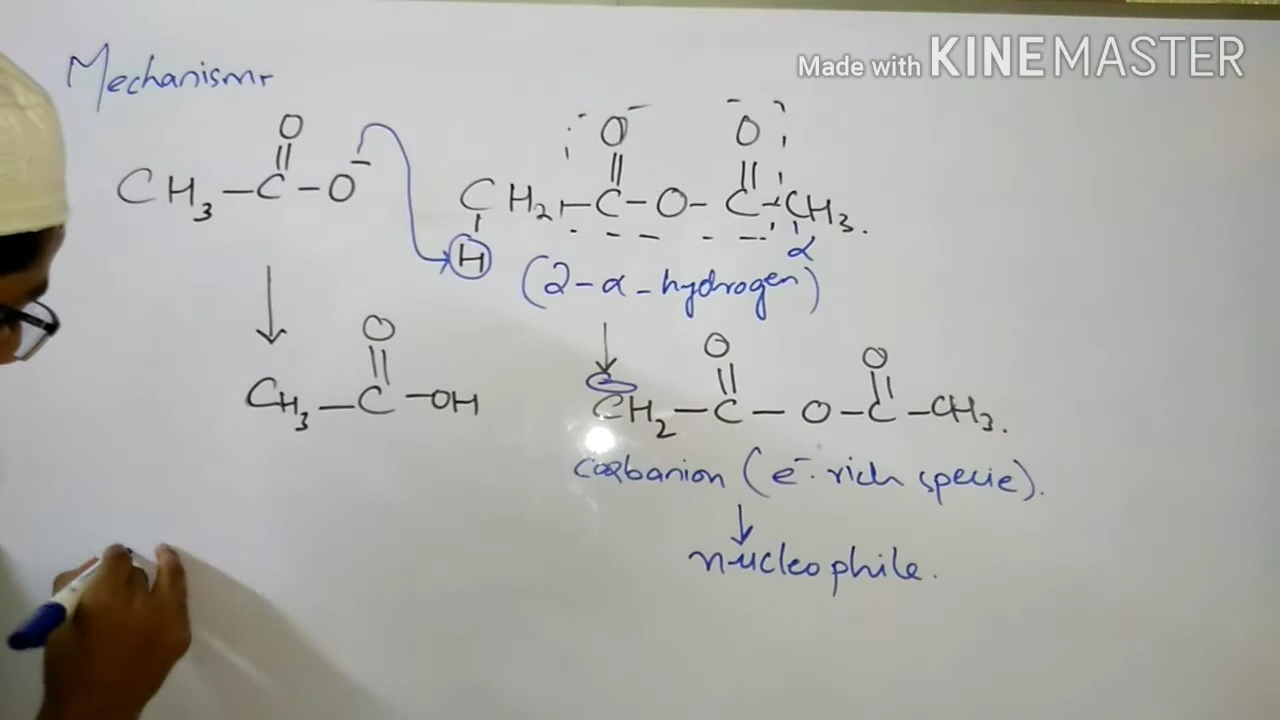 Made with KINEMASTER
Mechanism:
O O⁻ O
CH₃–C–O⁻ CH₂–C–O–C–CH₃.
H α
(2-α-hydrogen)
O O O
CH₃–C–OH CH₂–C–O–C–CH₃.
carbanion (e⁻ rich specie).
nucleophile.